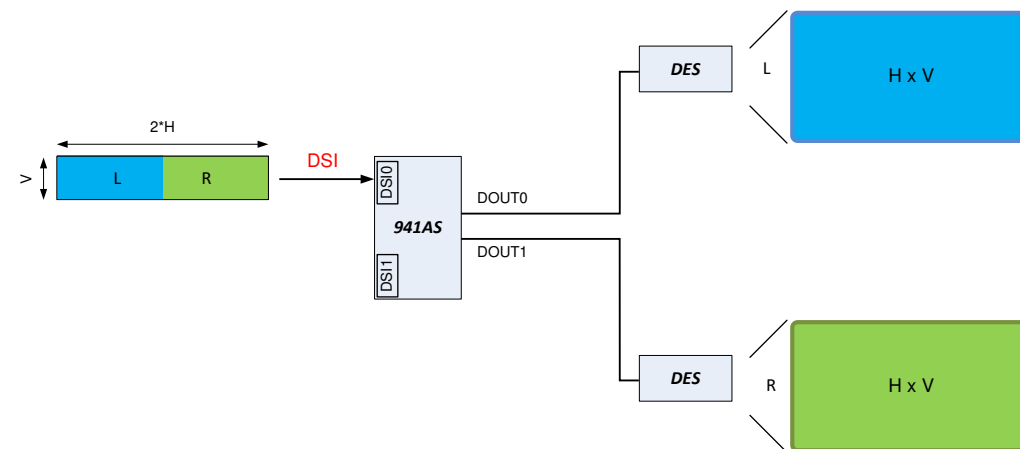 2*H
V
L
R
DSI
DSI0
941AS
DSI1
DOUT0
DOUT1
DES
L
H x V
DES
R
H x V